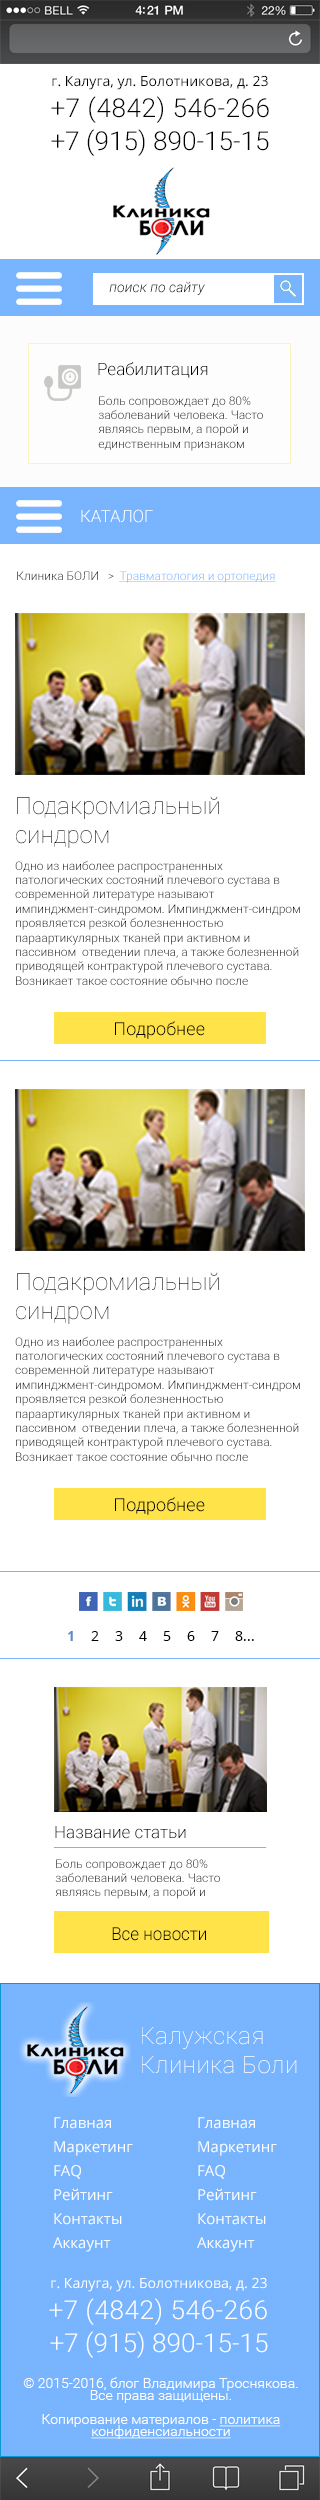 BELL 4:21 PM 22%
г. Калуга, ул. Болотникова, д. 23
+7 (4842) 546-266
+7 (915) 890-15-15
Клиника
БОЛИ
поиск по сайту
Реабилитация
Боль сопровождает до 80%
заболеваний человека. Часто
являясь первым, а порой и
единственным признаком
КАТАЛОГ
Клиника БОЛИ > Травматология и ортопедия
Подакромиальный
синдром
Одно из наиболее распространенных
патологических состояний плечевого сустава в
современной литературе называют
импинджмент-синдромом. Импинджмент-синдром
проявляется резкой болезненностью
параартикулярных тканей при активном и
пассивном отведении плеча, а также болезненной
приводящей контрактурой плечевого сустава.
Возникает такое состояние обычно после
Подробнее
Подакромиальный
синдром
Одно из наиболее распространенных
патологических состояний плечевого сустава в
современной литературе называют
импинджмент-синдромом. Импинджмент-синдром
проявляется резкой болезненностью
параартикулярных тканей при активном и
пассивном отведении плеча, а также болезненной
приводящей контрактурой плечевого сустава.
Возникает такое состояние обычно после
Подробнее
f t in B You Tube
1 2 3 4 5 6 7 8...
Название статьи
Боль сопровождает до 80%
заболеваний человека. Часто
являясь первым, а порой и
Все новости
Клиника
БОЛИ
Калужская
Клиника Боли
Главная Главная
Маркетинг Маркетинг
FAQ FAQ
Рейтинг Рейтинг
Контакты Контакты
Аккаунт Аккаунт
г. Калуга, ул. Болотникова, д. 23
+7 (4842) 546-266
+7 (915) 890-15-15
© 2015-2016, блог Владимира Троснякова.
Все права защищены.
Копирование материалов - политика
конфиденсиальности